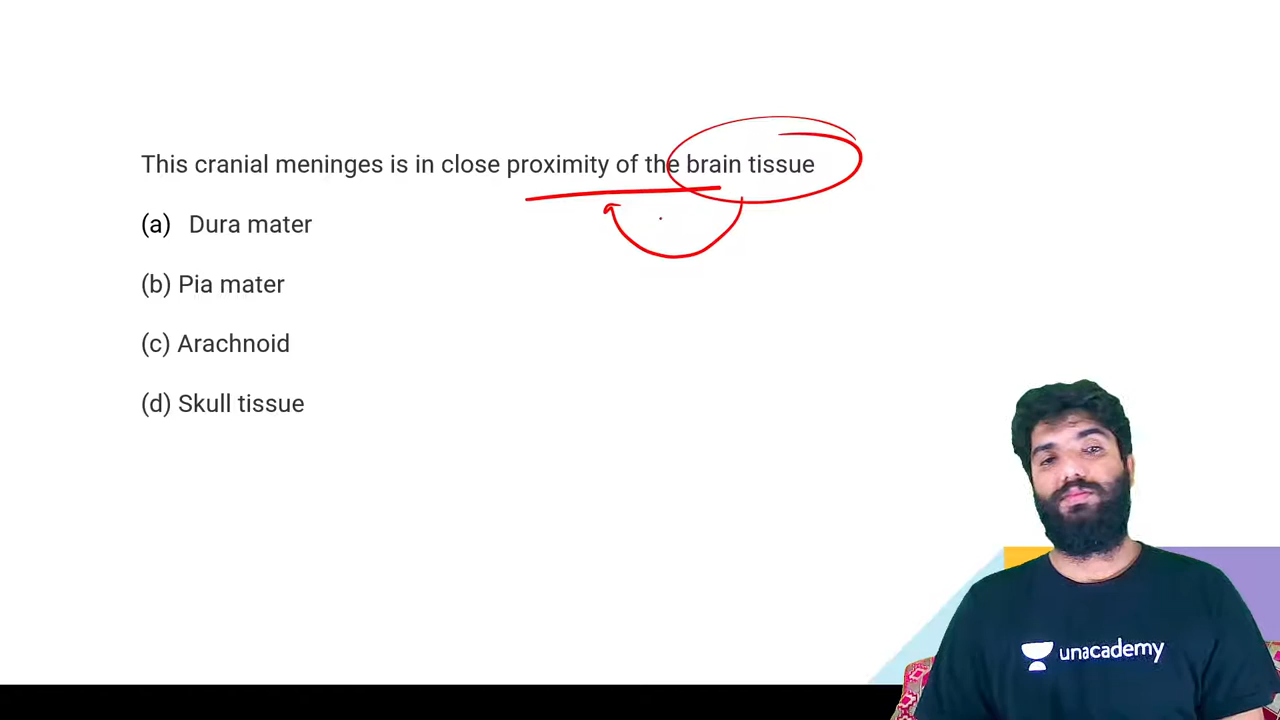 This cranial meninges is in close proximity of the brain tissue
(a) Dura mater
(b) Pia mater
(c) Arachnoid
(d) Skull tissue
unacademy